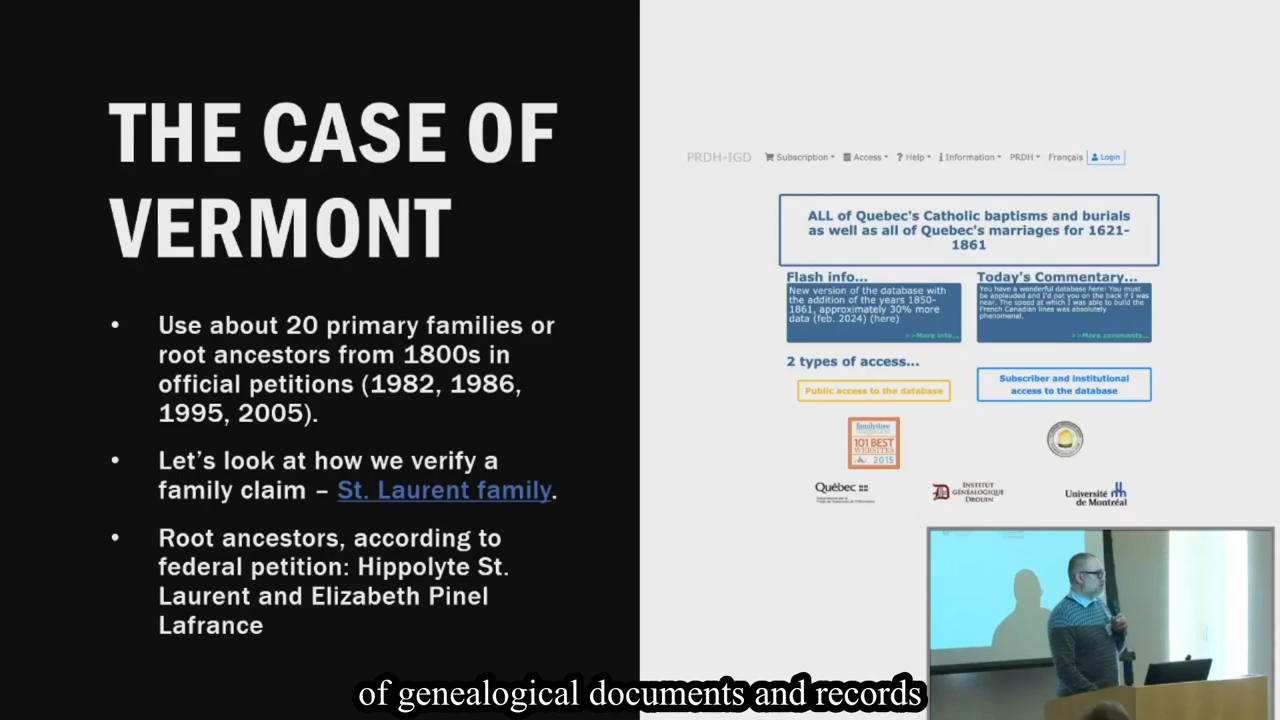 THE CASE OF
VERMONT
• Use about 20 primary families or
root ancestors from 1800s in
official petitions (1982, 1986,
1995, 2005).
• Let's look at how we verify a
family claim – St. Laurent family.
• Root ancestors, according to
federal petition: Hippolyte St.
Laurent and Elizabeth Pinel
Lafrance
PRDH-IGD Subscription Access ? Help Information PRDH Français Login
ALL of Quebec's Catholic baptisms and burials
as well as all of Quebec's marriages for 1621-
1861
Flash info...
New version of the database with
the addition of the years 1850-
1861, approximately 30% more
data (feb. 2024) (here)
>>More info...
Today's Commentary...
You have a wonderful database here! You must
be applauded and I'd pat you on the back if I was
near. The speed at which I was able to build the
French Canadian lines was absolutely
phenomenal.
>>More comments...
2 types of access...
Public access to the database
Subscriber and institutional
access to the database
familytree
101 BEST
WEBSITES
2015
Québec
INSTITUT
GÉNÉALOGIQUE
DROUIN
Université
de Montréal
of genealogical documents and records